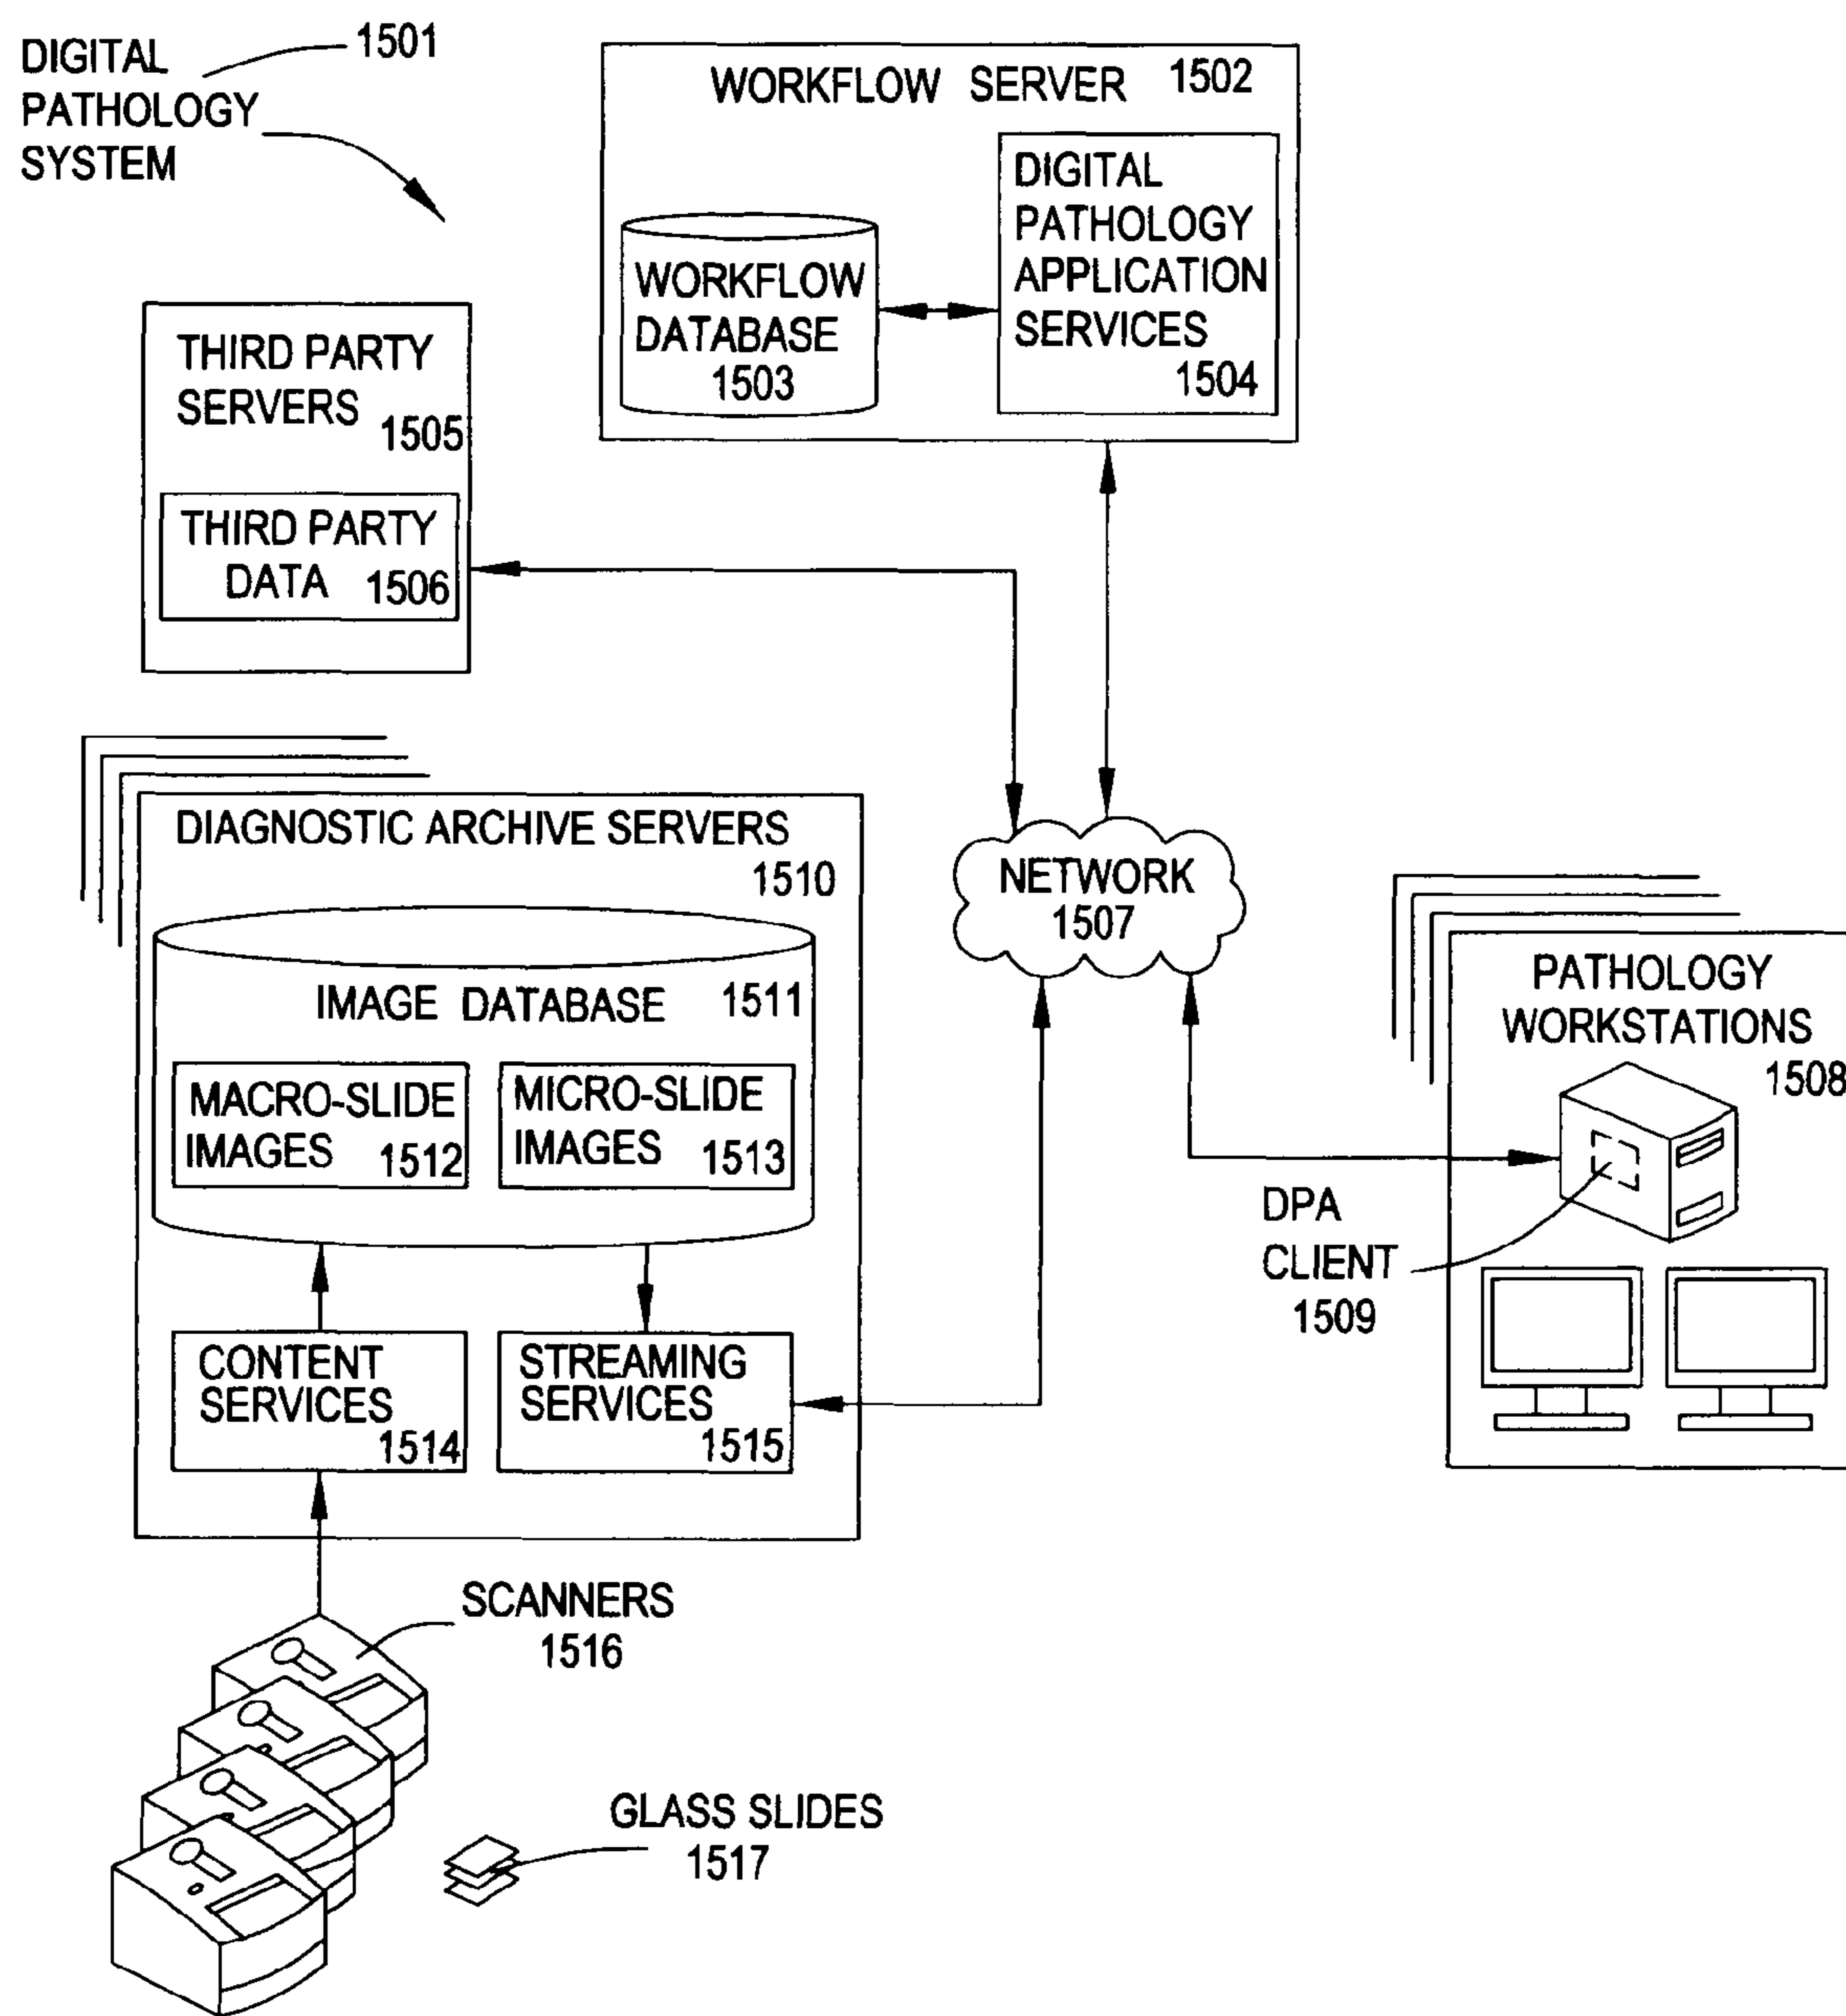 DIGITAL
PATHOLOGY
SYSTEM
1501
WORKFLOW SERVER 1502
WORKFLOW
DATABASE
1503
DIGITAL
PATHOLOGY
APPLICATION
SERVICES
1504
THIRD PARTY
SERVERS
1505
THIRD PARTY
DATA 1506
DIAGNOSTIC ARCHIVE SERVERS
1510
IMAGE DATABASE 1511
MACRO-SLIDE
IMAGES 1512
MICRO-SLIDE
IMAGES 1513
CONTENT
SERVICES
1514
STREAMING
SERVICES
1515
NETWORK
1507
PATHOLOGY
WORKSTATIONS
1508
DPA
CLIENT
1509
SCANNERS
1516
GLASS SLIDES
1517